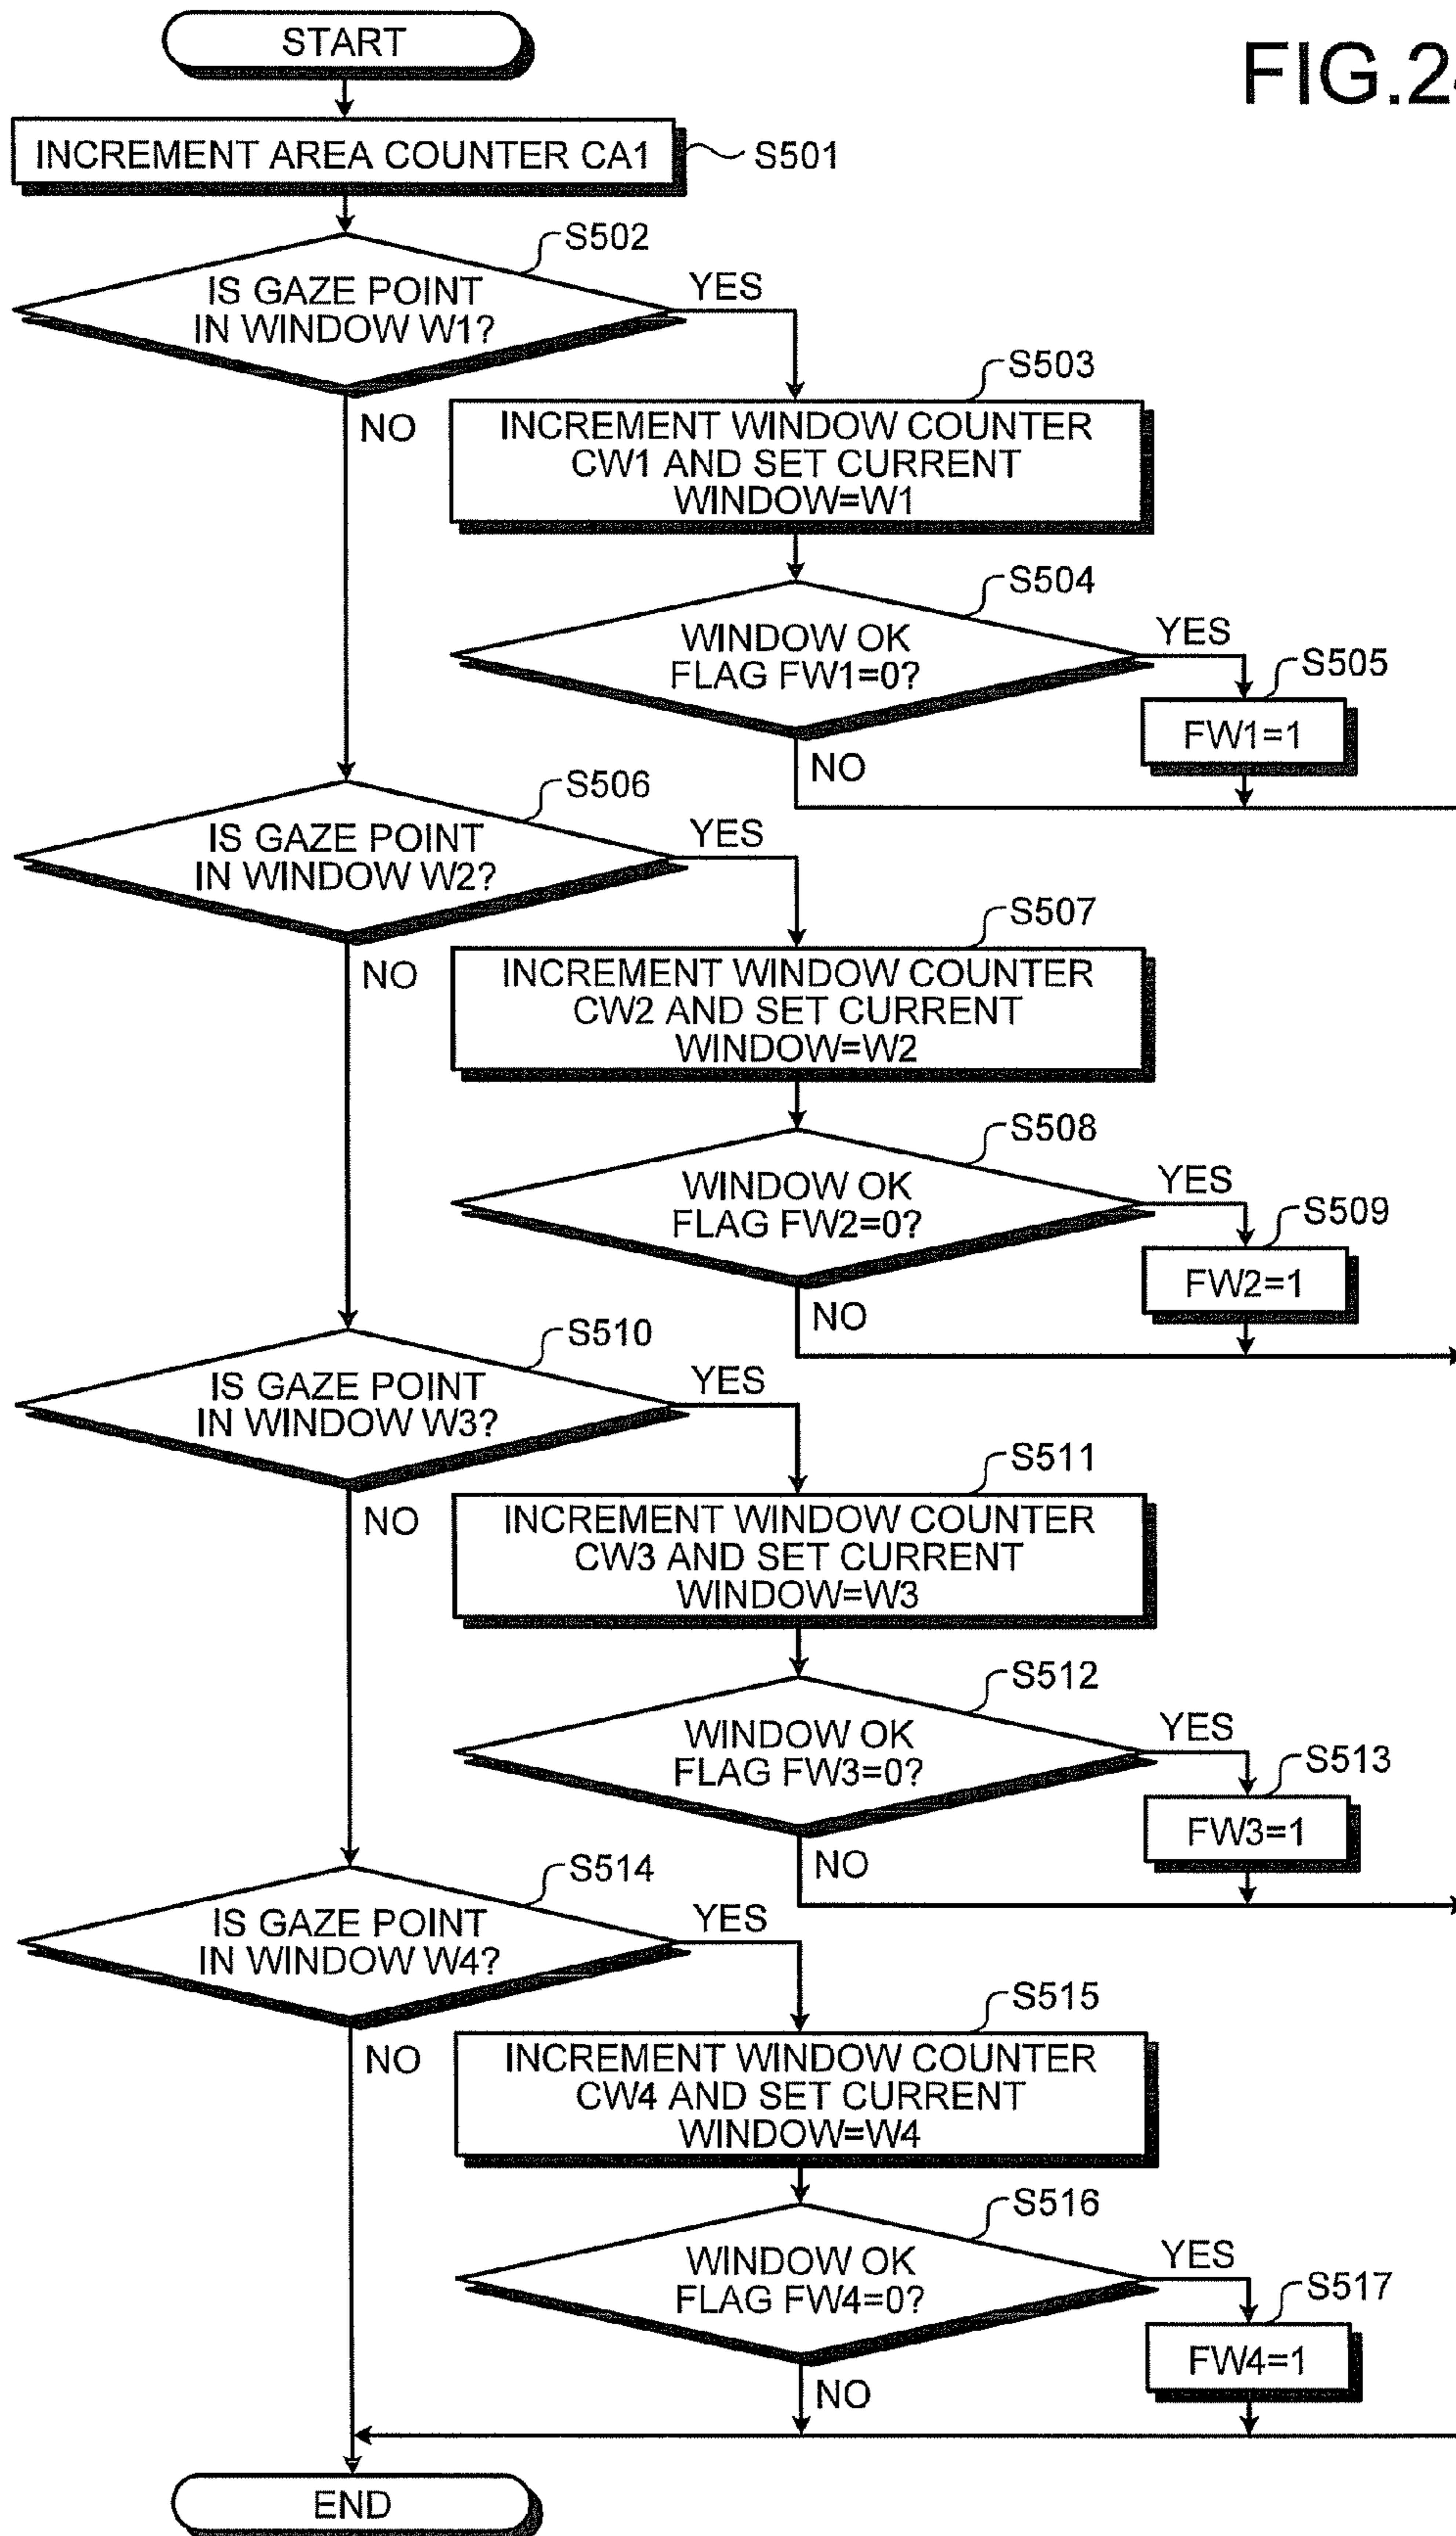 START
FIG.2
INCREMENT AREA COUNTER CA1
S501
S502
IS GAZE POINT
IN WINDOW W1?
YES
NO
S503
INCREMENT WINDOW COUNTER
CW1 AND SET CURRENT
WINDOW=W1
S504
WINDOW OK
FLAG FW1=0?
YES
S505
FW1=1
NO
S506
IS GAZE POINT
IN WINDOW W2?
YES
NO
S507
INCREMENT WINDOW COUNTER
CW2 AND SET CURRENT
WINDOW=W2
S508
WINDOW OK
FLAG FW2=0?
YES
S509
FW2=1
NO
S510
IS GAZE POINT
IN WINDOW W3?
YES
NO
S511
INCREMENT WINDOW COUNTER
CW3 AND SET CURRENT
WINDOW=W3
S512
WINDOW OK
FLAG FW3=0?
YES
S513
FW3=1
NO
S514
IS GAZE POINT
IN WINDOW W4?
YES
NO
S515
INCREMENT WINDOW COUNTER
CW4 AND SET CURRENT
WINDOW=W4
S516
WINDOW OK
FLAG FW4=0?
YES
S517
FW4=1
NO
END